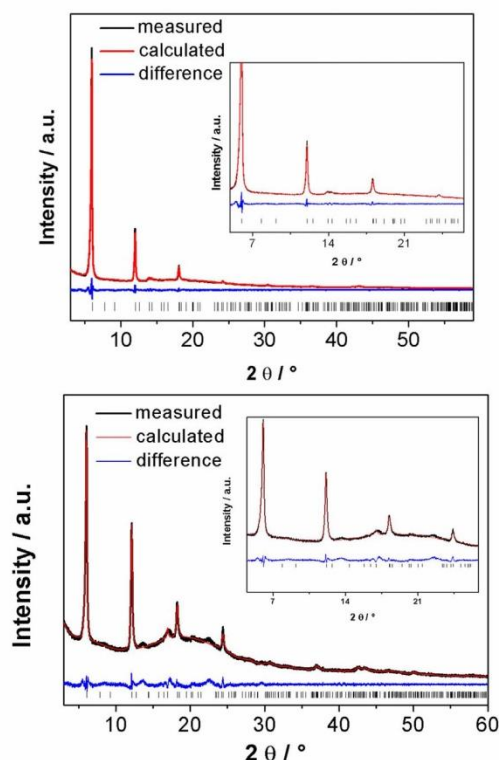 measured
calculated
difference
Intensity / a.u.
Intensity / a.u.
7 14 21
2 θ / °
10 20 30 40 50
2 θ / °
measured
calculated
difference
Intensity / a.u.
Intensity / a.u.
7 14 21
2 θ / °
10 20 30 40 50 60
2 θ / °